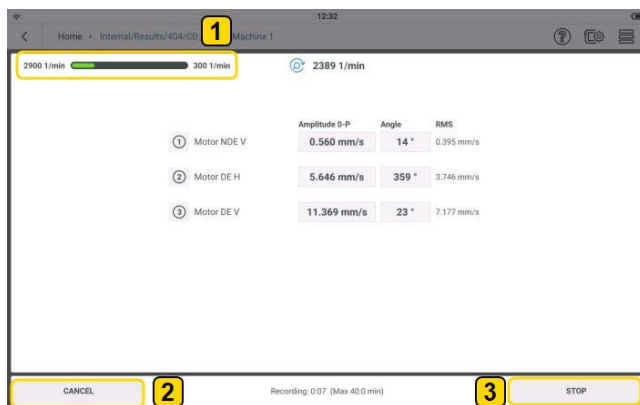 12:32
1
Home • Internal/Results/404/CD Machine 1
2900 1/min 300 1/min 2389 1/min
Amplitude 0-P Angle RMS
1 Motor NDE V 0.560 mm/s 14 ° 0.395 mm/s
2 Motor DE H 5.646 mm/s 359 ° 3.746 mm/s
3 Motor DE V 11.369 mm/s 23 ° 7.177 mm/s
CANCEL 2 Recording: 0:07 (Max 40:0 min) 3 STOP